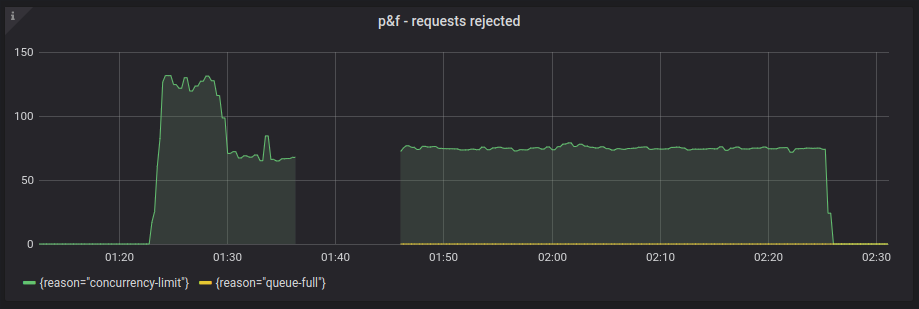 i
p&f - requests rejected
150
100
50
0
01:20 01:30 01:40 01:50 02:00 02:10 02:20 02:30
{reason="concurrency-limit"} {reason="queue-full"}